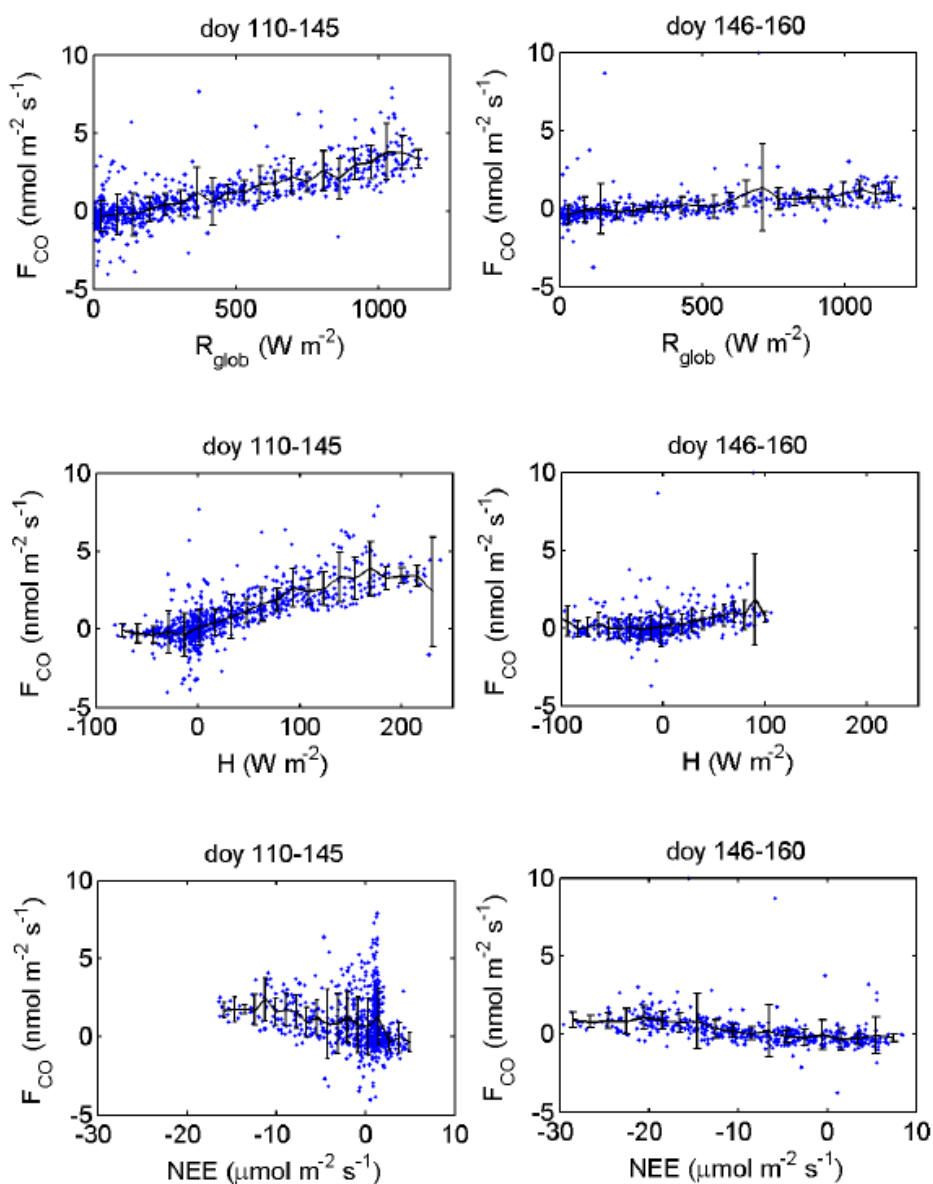 doy 110-145
doy 146-160
10
5
0
-5
F_CO (nmol m^-2 s^-1)
0 500 1000
R_glob (W m^-2)
10
5
0
-5
F_CO (nmol m^-2 s^-1)
0 500 1000
R_glob (W m^-2)
doy 110-145
doy 146-160
10
5
0
-5
F_CO (nmol m^-2 s^-1)
-100 0 100 200
H (W m^-2)
10
5
0
-5
F_CO (nmol m^-2 s^-1)
-100 0 100 200
H (W m^-2)
doy 110-145
doy 146-160
10
5
0
-5
F_CO (nmol m^-2 s^-1)
-30 -20 -10 0 10
NEE (μmol m^-2 s^-1)
10
5
0
-5
F_CO (nmol m^-2 s^-1)
-30 -20 -10 0 10
NEE (μmol m^-2 s^-1)